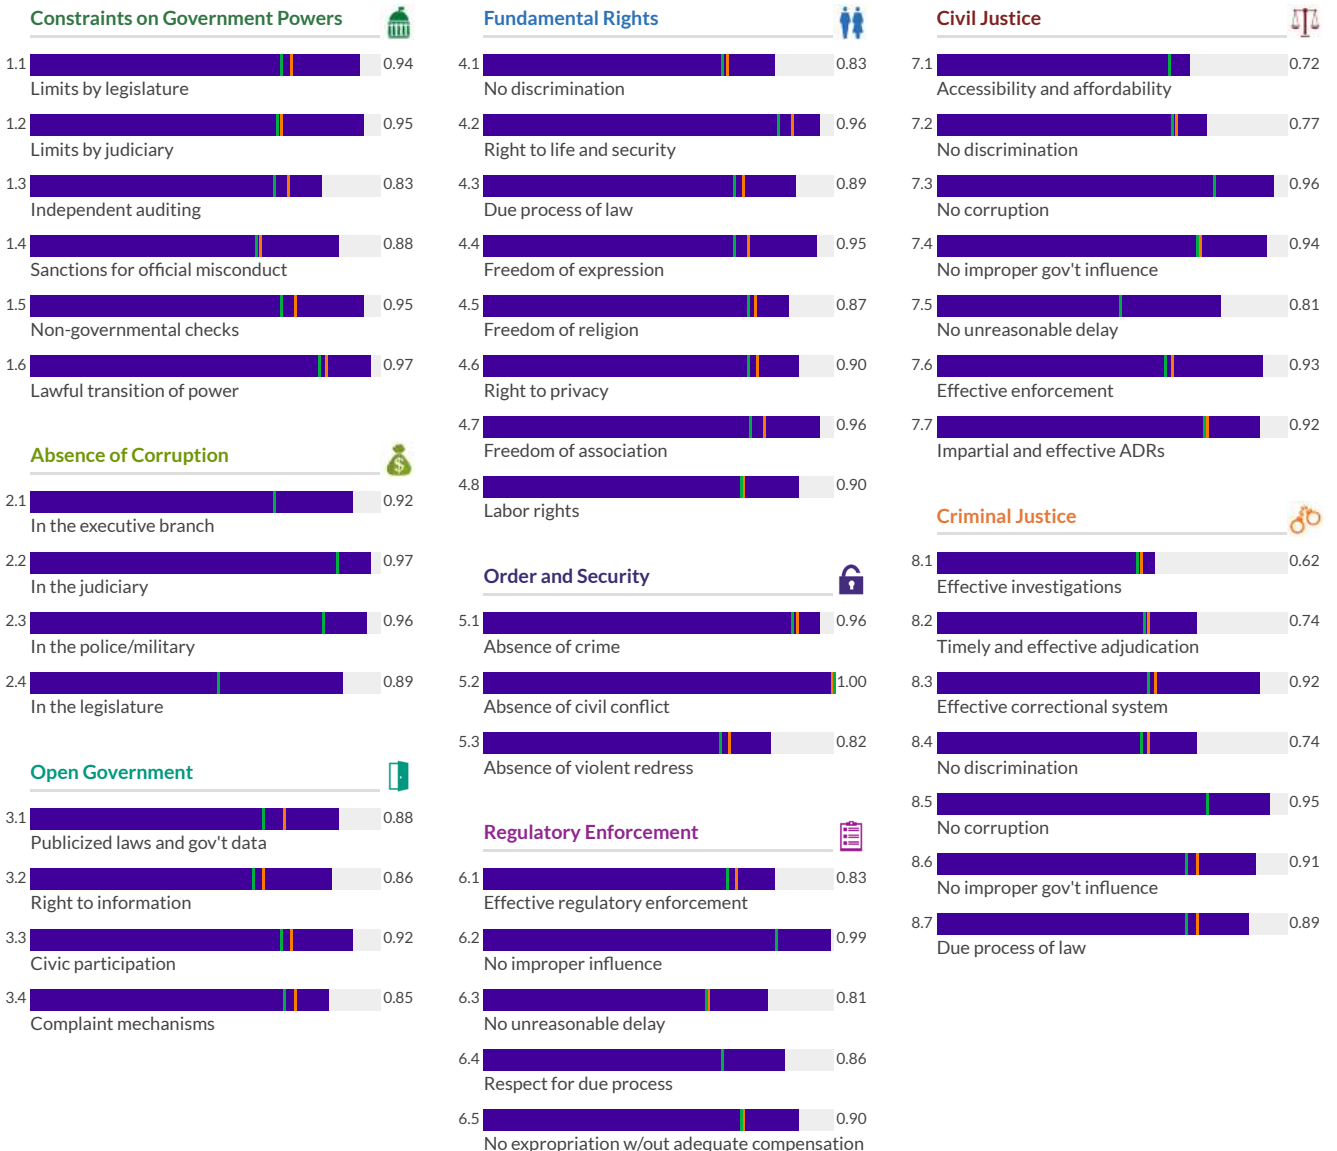 Constraints on Government Powers
1.1 0.94
Limits by legislature
1.2 0.95
Limits by judiciary
1.3 0.83
Independent auditing
1.4 0.88
Sanctions for official misconduct
1.5 0.95
Non-governmental checks
1.6 0.97
Lawful transition of power
Absence of Corruption
$
2.1 0.92
In the executive branch
2.2 0.97
In the judiciary
2.3 0.96
In the police/military
2.4 0.89
In the legislature
Open Government
3.1 0.88
Publicized laws and gov't data
3.2 0.86
Right to information
3.3 0.92
Civic participation
3.4 0.85
Complaint mechanisms
Fundamental Rights
4.1 0.83
No discrimination
4.2 0.96
Right to life and security
4.3 0.89
Due process of law
4.4 0.95
Freedom of expression
4.5 0.87
Freedom of religion
4.6 0.90
Right to privacy
4.7 0.96
Freedom of association
4.8 0.90
Labor rights
Order and Security
5.1 0.96
Absence of crime
5.2 1.00
Absence of civil conflict
5.3 0.82
Absence of violent redress
Regulatory Enforcement
6.1 0.83
Effective regulatory enforcement
6.2 0.99
No improper influence
6.3 0.81
No unreasonable delay
6.4 0.86
Respect for due process
6.5 0.90
No expropriation w/out adequate compensation
Civil Justice
7.1 0.72
Accessibility and affordability
7.2 0.77
No discrimination
7.3 0.96
No corruption
7.4 0.94
No improper gov't influence
7.5 0.81
No unreasonable delay
7.6 0.93
Effective enforcement
7.7 0.92
Impartial and effective ADRs
Criminal Justice
8.1 0.62
Effective investigations
8.2 0.74
Timely and effective adjudication
8.3 0.92
Effective correctional system
8.4 0.74
No discrimination
8.5 0.95
No corruption
8.6 0.91
No improper gov't influence
8.7 0.89
Due process of law